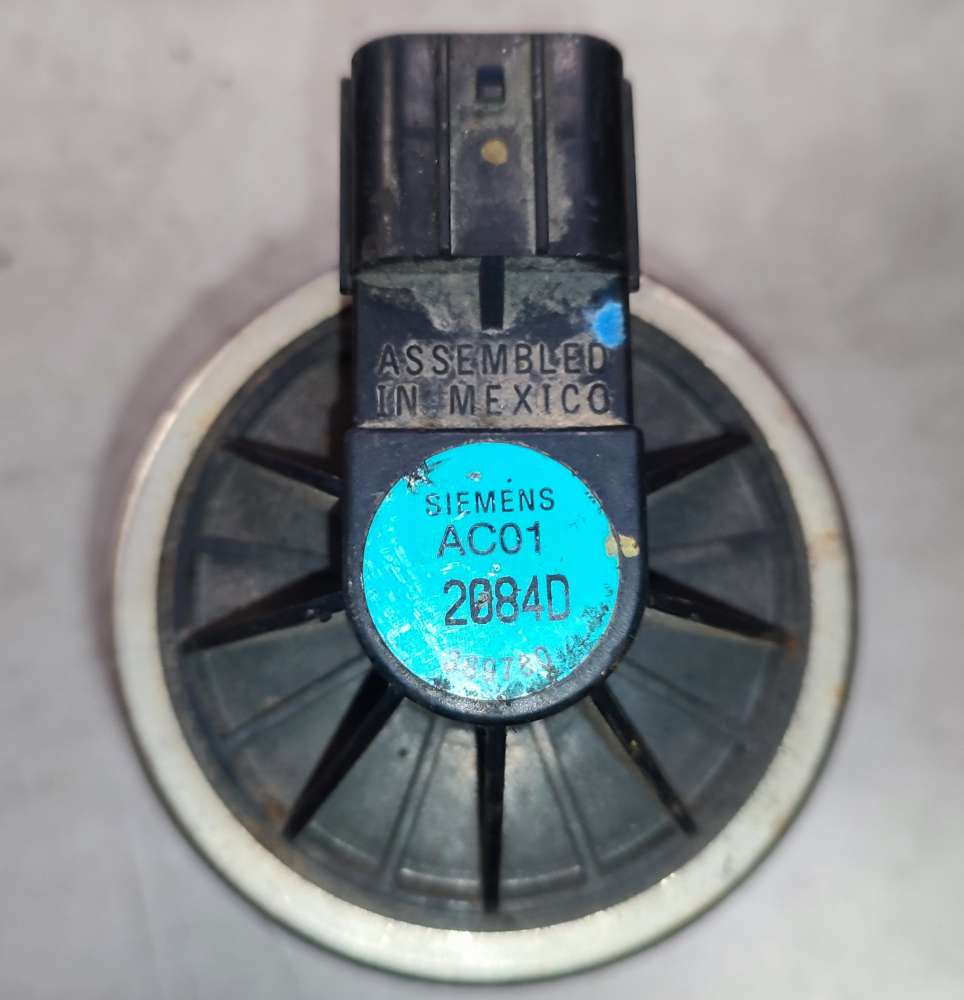 ASSEMBLED
IN MEXICO
SIEMENS
AC01
2084D